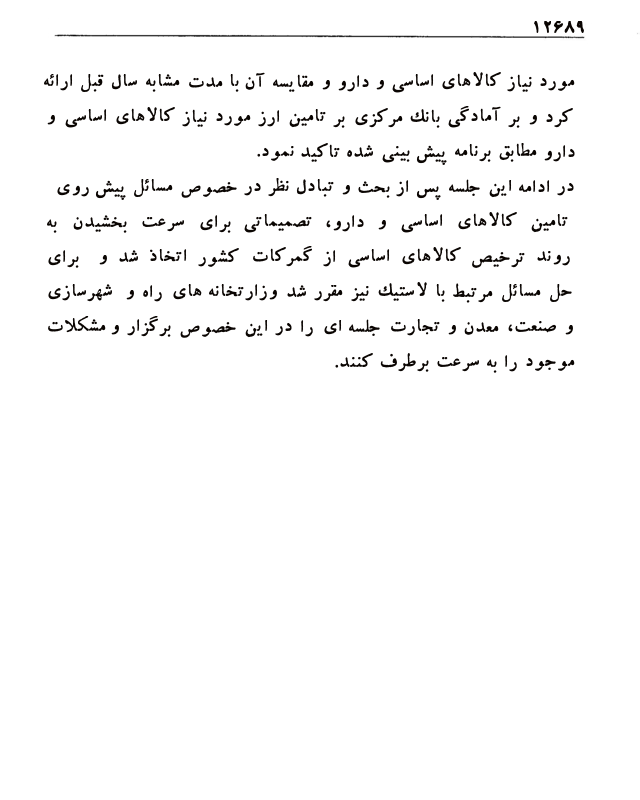 ۱۲۶۸۹
مورد نیاز کالاهای اساسی و دارو و مقایسه آن با مدت مشابه سال قبل ارائه
کرد و بر آمادگی بانک مرکزی بر تامین ارز مورد نیاز کالاهای اساسی و
دارو مطابق برنامه پیش بینی شده تاکید نمود.
در ادامه این جلسه پس از بحث و تبادل نظر در خصوص مسائل پیش روی
تامین کالاهای اساسی و دارو، تصمیماتی برای سرعت بخشیدن به
روند ترخیص کالاهای اساسی از گمرکات کشور اتخاذ شد و برای
حل مسائل مرتبط با لاستیک نیز مقرر شد وزارتخانه های راه و شهرسازی
و صنعت، معدن و تجارت جلسه ای را در این خصوص برگزار و مشکلات
موجود را به سرعت برطرف کنند.